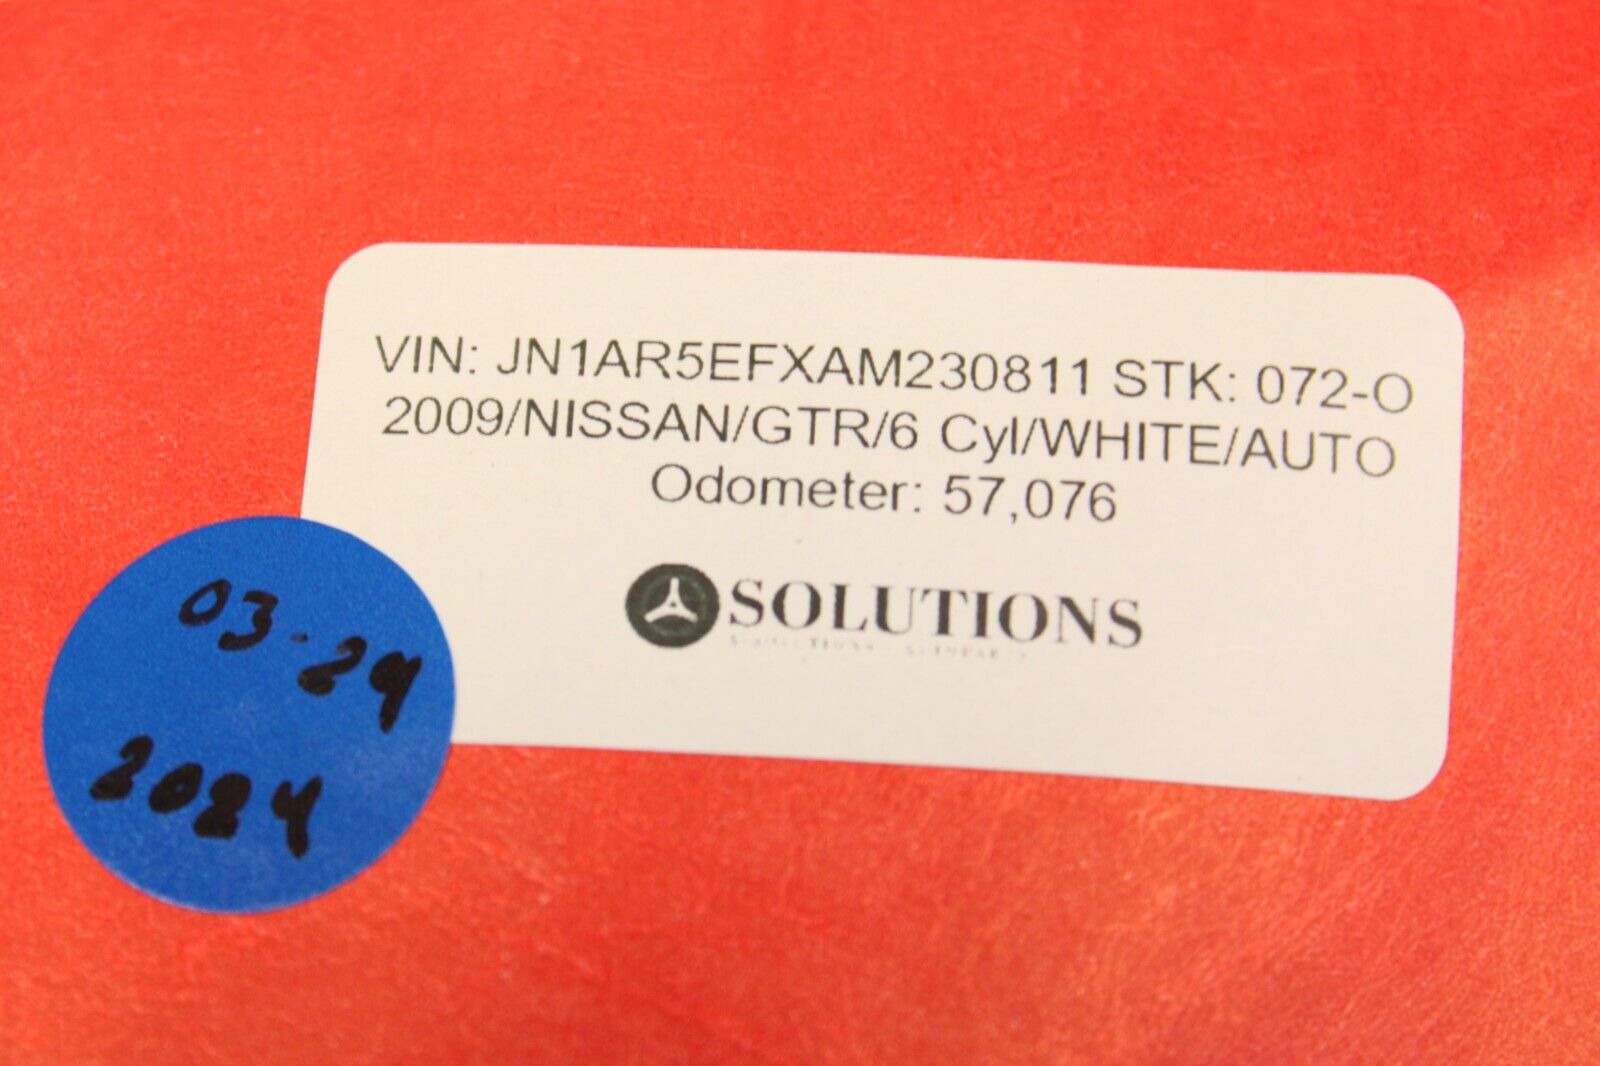 VIN: JN1AR5EFXAM230811 STK: 072-O
2009/NISSAN/GTR/6 Cyl/WHITE/AUTO
Odometer: 57,076
SOLUTIONS
03-29
2024